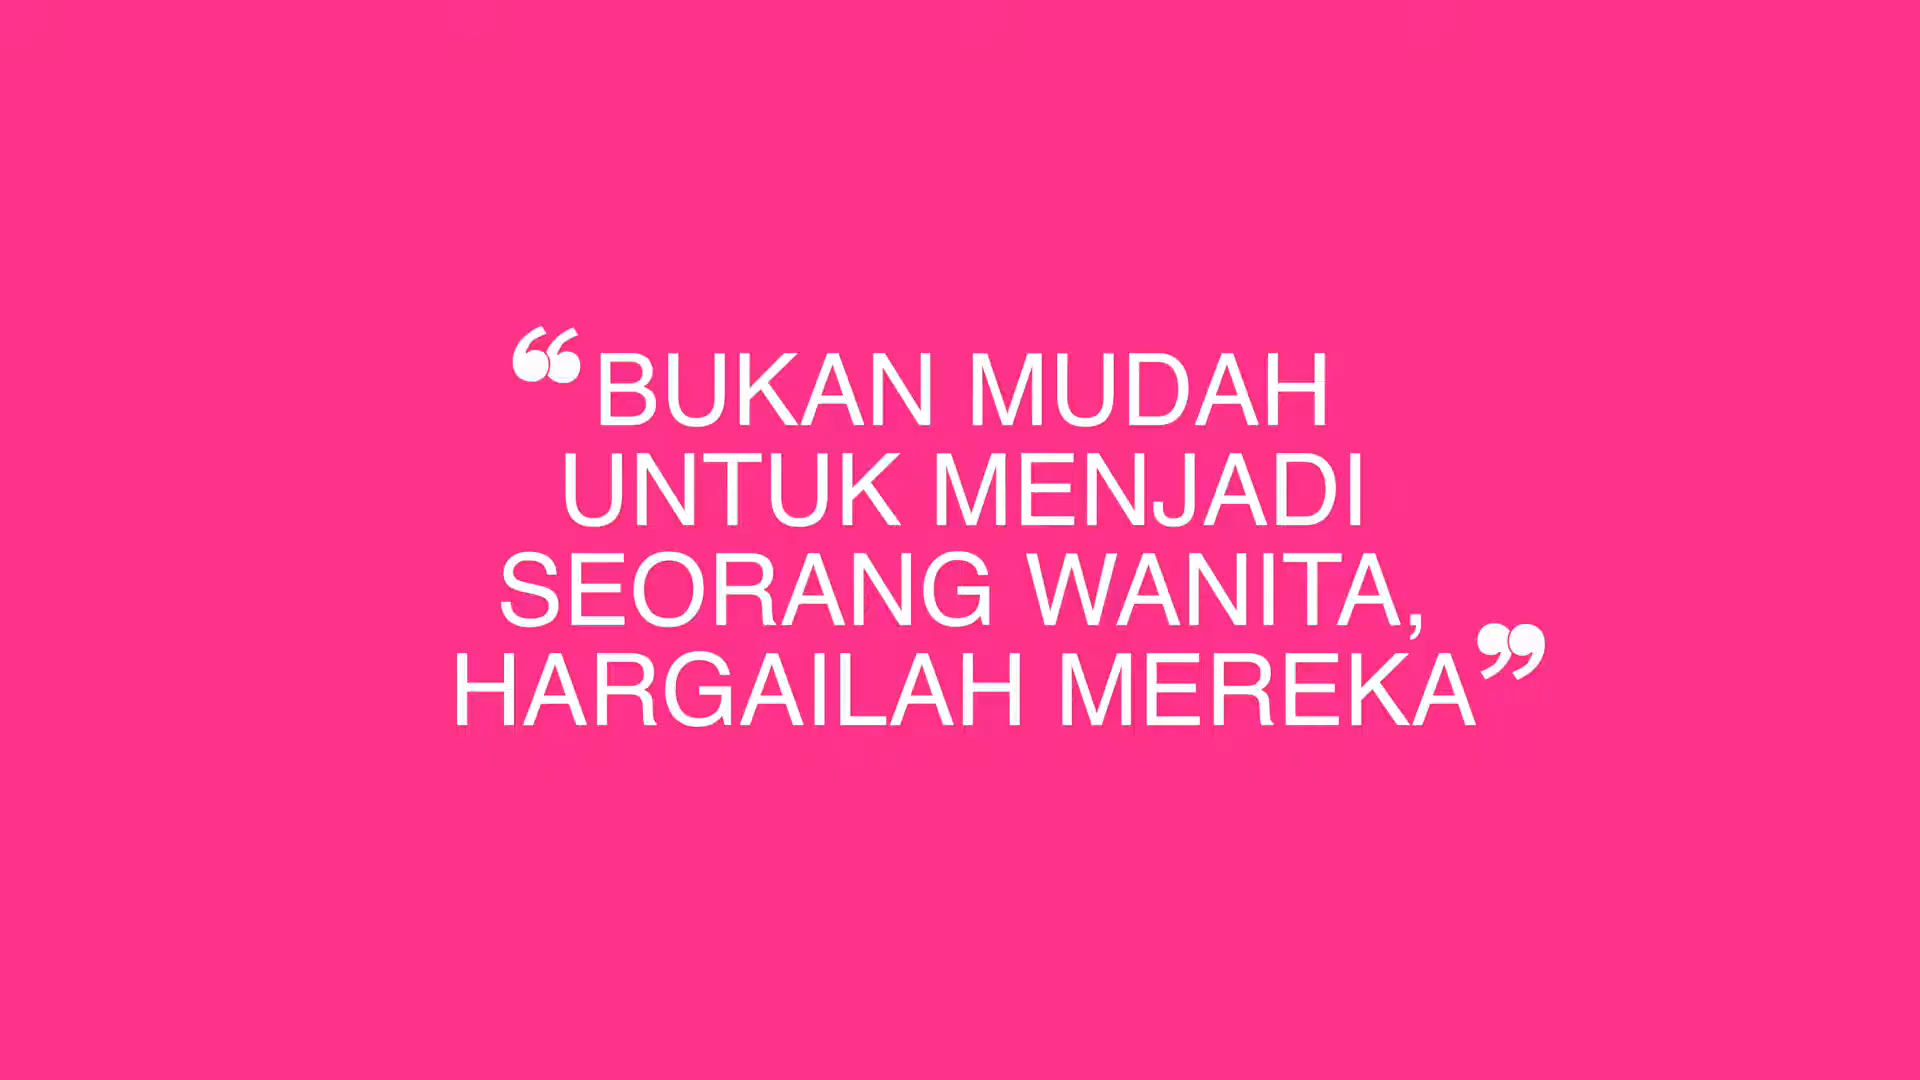 “BUKAN MUDAH
UNTUK MENJADI
SEORANG WANITA,
HARGAILAH MEREKA”